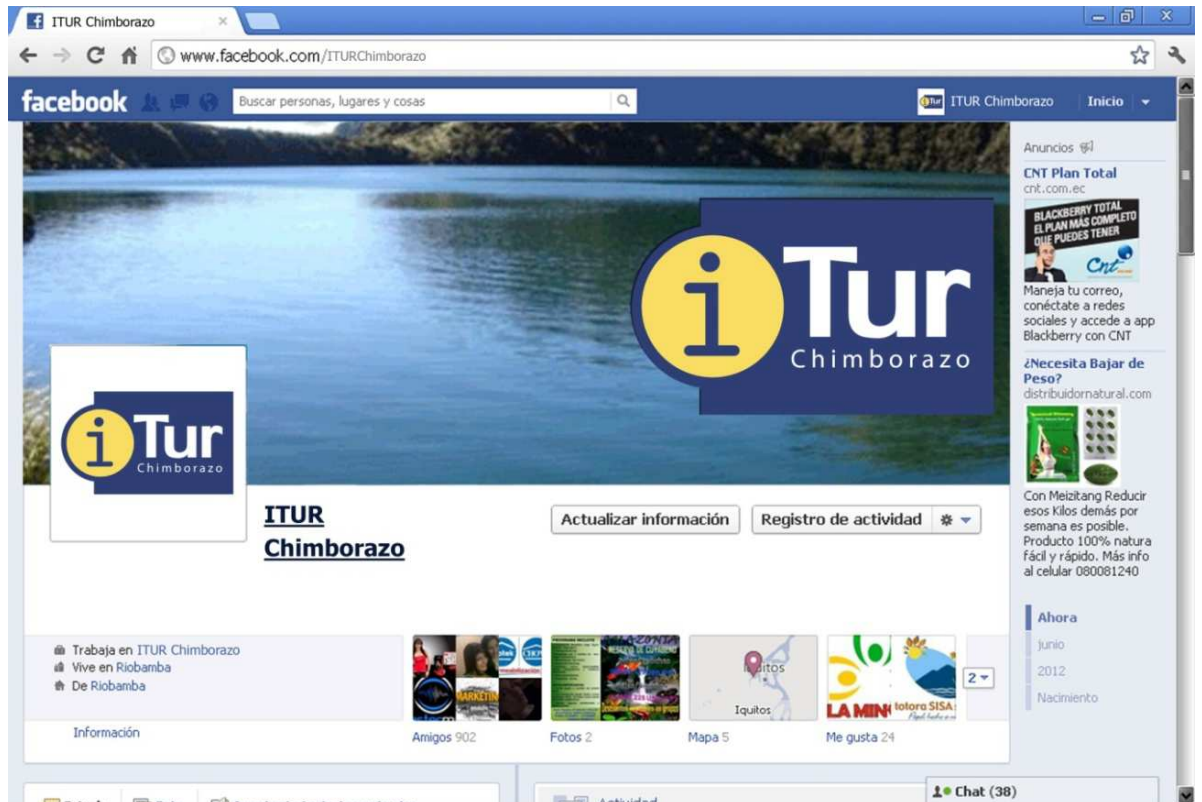 ITUR Chimborazo
www.facebook.com/ITURChimborazo
facebook
Buscar personas, lugares y cosas
ITUR Chimborazo
Inicio
iTur
Chimborazo
iTur
Chimborazo
ITUR
Chimborazo
Actualizar información
Registro de actividad
Trabaja en ITUR Chimborazo
Vive en Riobamba
De Riobamba
Información
MARKETIN
Amigos 902
Fotos 2
Iquitos
Mapa 5
LA MIN
totora SISA
Me gusta 24
2
Anuncios
CNT Plan Total
cnt.com.ec
BLACKBERRY TOTAL
EL PLAN MÁS COMPLETO
QUE PUEDES TENER
Cnt
Maneja tu correo,
conéctate a redes
sociales y accede a app
Blackberry con CNT
¿Necesita Bajar de
Peso?
distribuidornatural.com
Con Meizitang Reducir
esos Kilos demás por
semana es posible.
Producto 100% natura
fácil y rápido. Más info
al celular 080081240
Ahora
junio
2012
Nacimiento
Actividad
Chat (38)